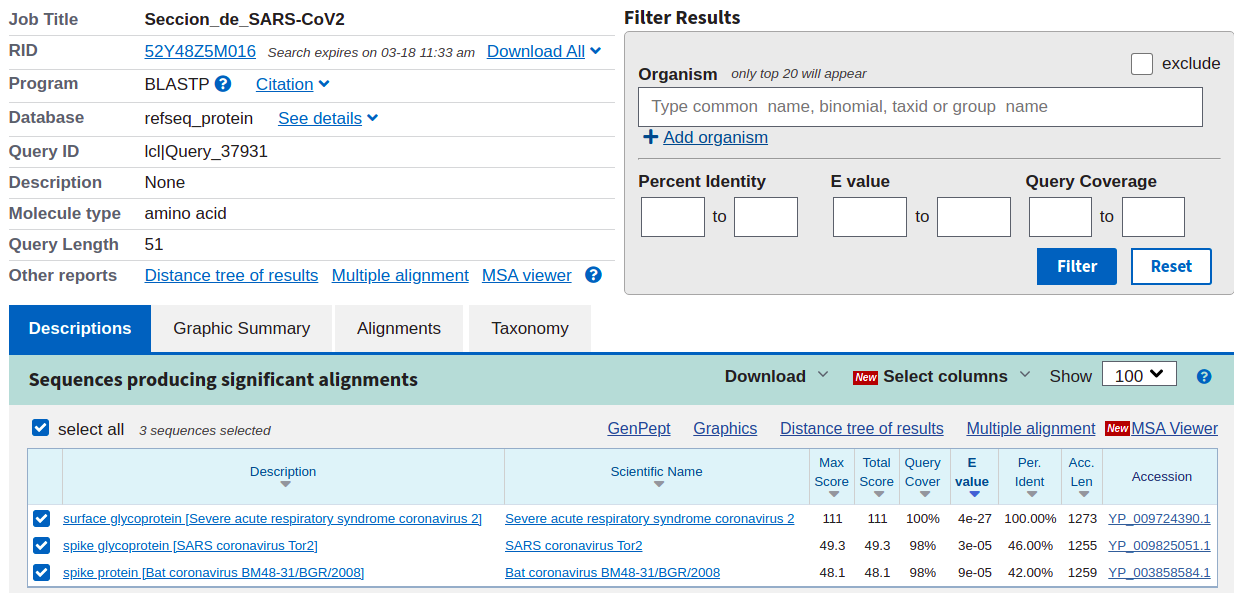 Job Title Seccion_de_SARS-CoV2
RID 52Y48Z5M016 Search expires on 03-18 11:33 am Download All
Program BLASTP ? Citation
Database refseq_protein See details
Query ID lcl|Query_37931
Description None
Molecule type amino acid
Query Length 51
Other reports Distance tree of results Multiple alignment MSA viewer ?
Filter Results
exclude
Organism only top 20 will appear
Type common name, binomial, taxid or group name
+ Add organism
Percent Identity E value Query Coverage
to to to
Filter Reset
Descriptions Graphic Summary Alignments Taxonomy
Sequences producing significant alignments Download New Select columns Show 100 ?
select all 3 sequences selected GenPept Graphics Distance tree of results Multiple alignment New MSA Viewer
Description Scientific Name Max Score Total Score Query Cover E value Per. Ident Acc. Len Accession
surface glycoprotein [Severe acute respiratory syndrome coronavirus 2] Severe acute respiratory syndrome coronavirus 2 111 111 100% 4e-27 100.00% 1273 YP_009724390.1
spike glycoprotein [SARS coronavirus Tor2] SARS coronavirus Tor2 49.3 49.3 98% 3e-05 46.00% 1255 YP_009825051.1
spike protein [Bat coronavirus BM48-31/BGR/2008] Bat coronavirus BM48-31/BGR/2008 48.1 48.1 98% 9e-05 42.00% 1259 YP_003858584.1